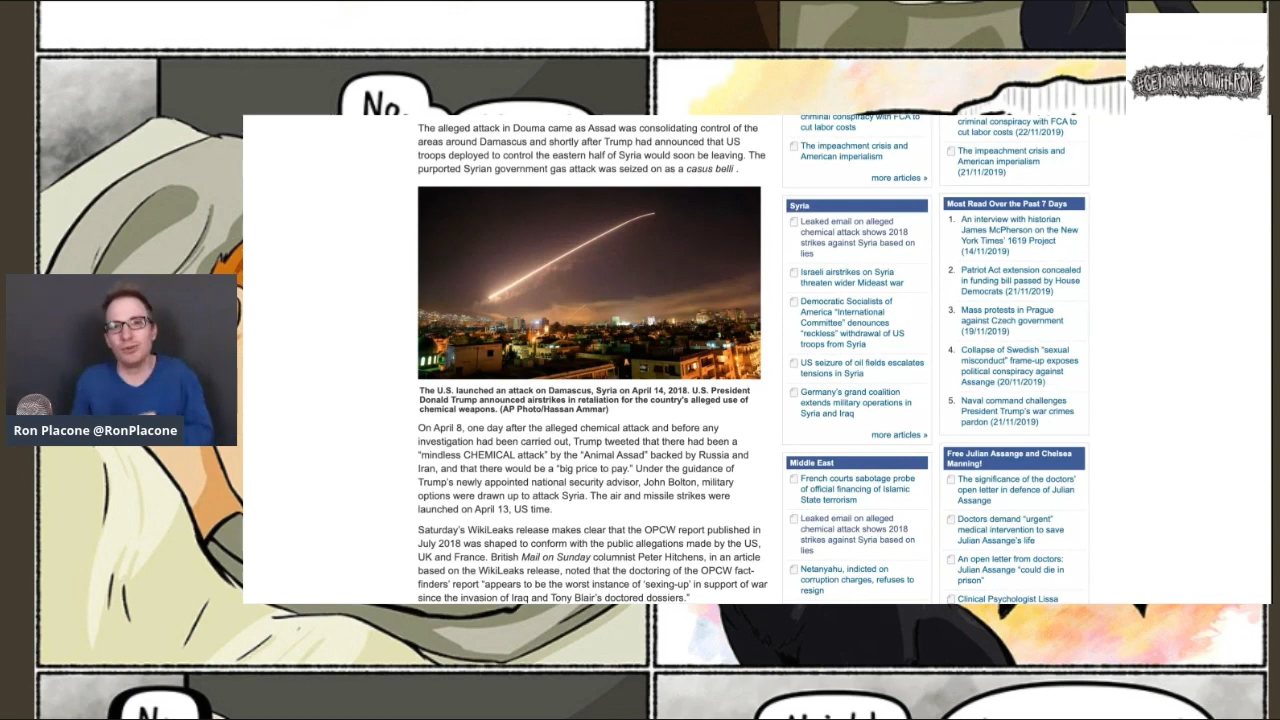 No.
#GETYOURNEWSONWITHRON
The alleged attack in Douma came as Assad was consolidating control of the
areas around Damascus and shortly after Trump had announced that US
troops deployed to control the eastern half of Syria would soon be leaving. The
purported Syrian government gas attack was seized on as a casus belli .
The U.S. launched an attack on Damascus, Syria on April 14, 2018. U.S. President
Donald Trump announced airstrikes in retaliation for the country's alleged use of
chemical weapons. (AP Photo/Hassan Ammar)
On April 8, one day after the alleged chemical attack and before any
investigation had been carried out, Trump tweeted that there had been a
“mindless CHEMICAL attack” by the “Animal Assad” backed by Russia and
Iran, and that there would be a “big price to pay.” Under the guidance of
Trump's newly appointed national security advisor, John Bolton, military
options were drawn up to attack Syria. The air and missile strikes were
launched on April 13, US time.
Saturday's WikiLeaks release makes clear that the OPCW report published in
July 2018 was shaped to conform with the public allegations made by the US,
UK and France. British Mail on Sunday columnist Peter Hitchens, in an article
based on the WikiLeaks release, noted that the doctoring of the OPCW fact-
finders' report “appears to be the worst instance of 'sexing-up' in support of war
since the invasion of Iraq and Tony Blair's doctored dossiers.”
criminal conspiracy with FCA to
cut labor costs
The impeachment crisis and
American imperialism
more articles »
Syria
Leaked email on alleged
chemical attack shows 2018
strikes against Syria based on
lies
Israeli airstrikes on Syria
threaten wider Mideast war
Democratic Socialists of
America “International
Committee” denounces
“reckless” withdrawal of US
troops from Syria
US seizure of oil fields escalates
tensions in Syria
Germany's grand coalition
extends military operations in
Syria and Iraq
more articles »
Middle East
French courts sabotage probe
of official financing of Islamic
State terrorism
Leaked email on alleged
chemical attack shows 2018
strikes against Syria based on
lies
Netanyahu, indicted on
corruption charges, refuses to
resign
criminal conspiracy with FCA to
cut labor costs (22/11/2019)
The impeachment crisis and
American imperialism
(21/11/2019)
Most Read Over the Past 7 Days
1. An interview with historian
James McPherson on the New
York Times' 1619 Project
(14/11/2019)
2. Patriot Act extension concealed
in funding bill passed by House
Democrats (21/11/2019)
3. Mass protests in Prague
against Czech government
(19/11/2019)
4. Collapse of Swedish “sexual
misconduct” frame-up exposes
political conspiracy against
Assange (20/11/2019)
5. Naval command challenges
President Trump's war crimes
pardon (21/11/2019)
Free Julian Assange and Chelsea
Manning!
The significance of the doctors'
open letter in defence of Julian
Assange
Doctors demand “urgent”
medical intervention to save
Julian Assange's life
An open letter from doctors:
Julian Assange “could die in
prison”
Clinical Psychologist Lissa
Ron Placone @RonPlacone